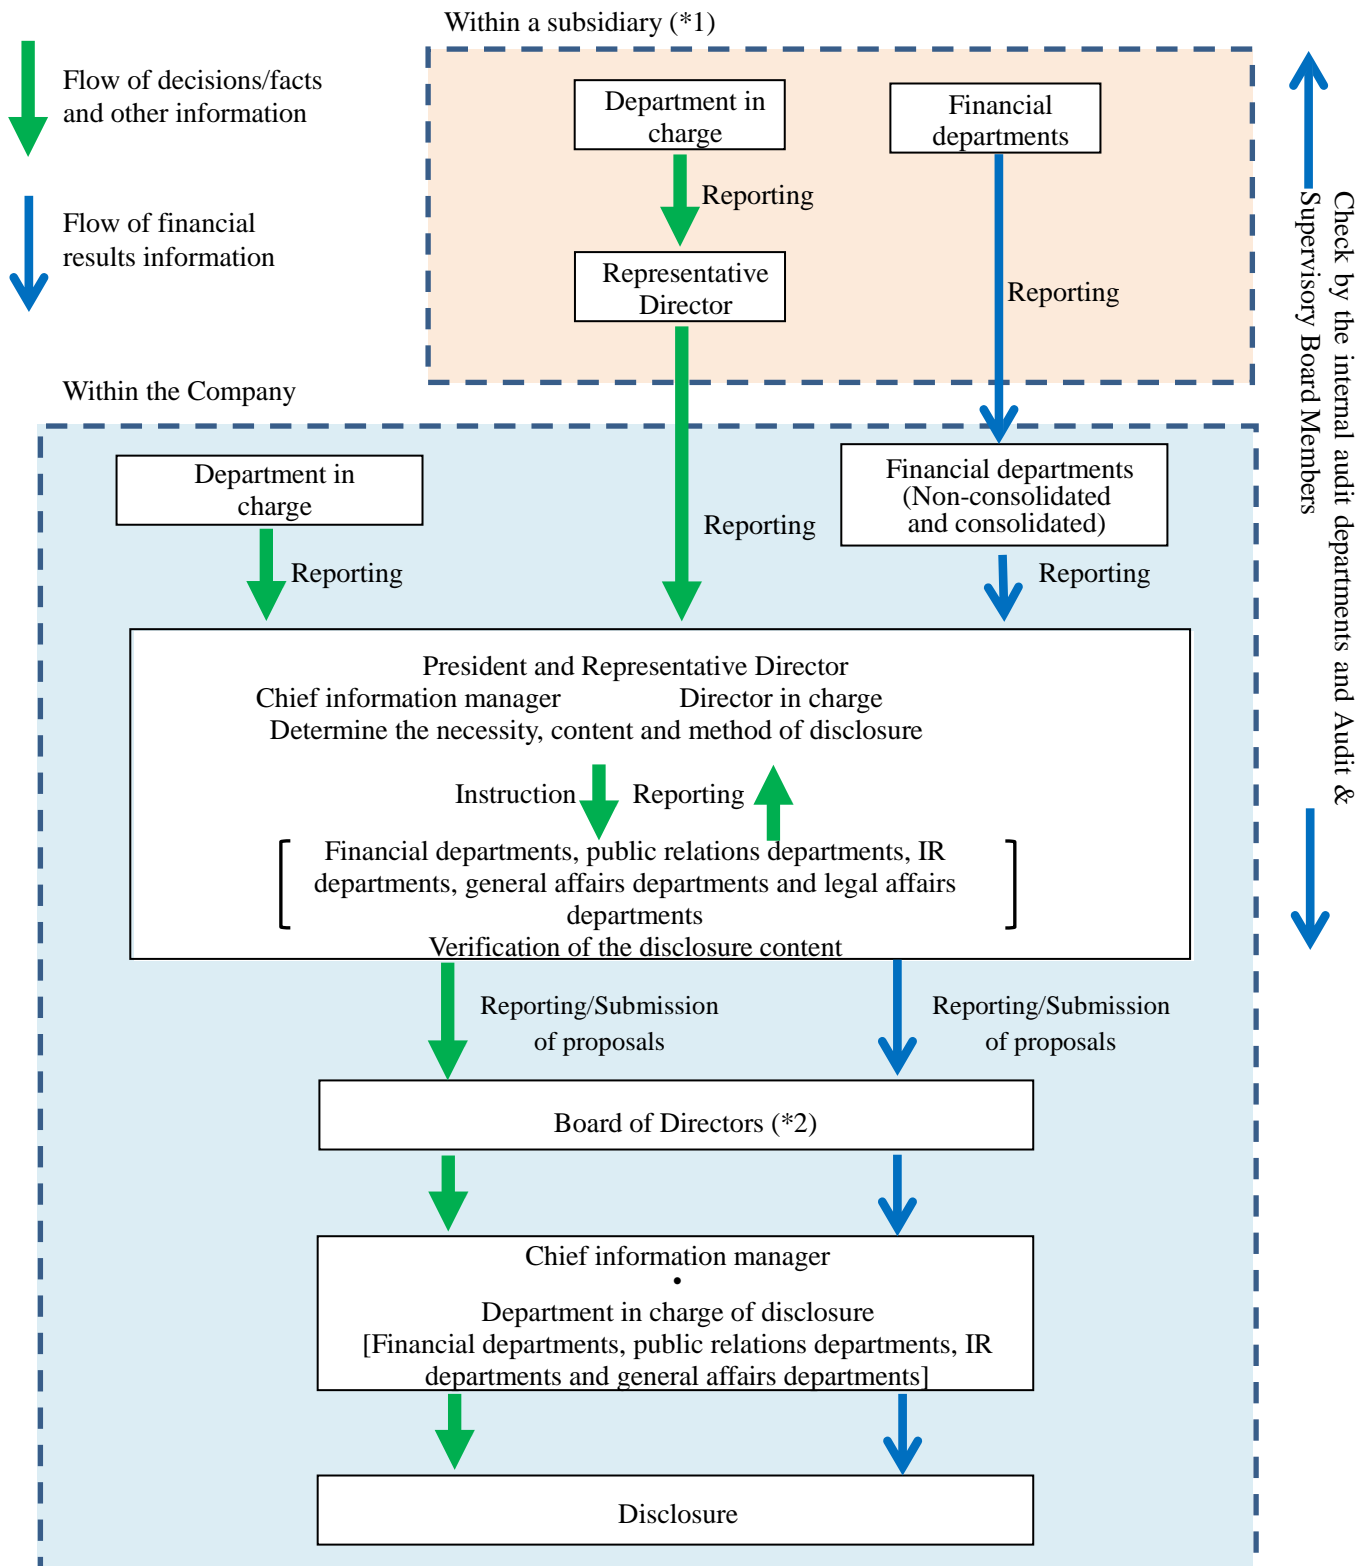 Within a subsidiary (*1)
Flow of decisions/facts
and other information
Flow of financial
results information
Department in
charge
Financial
departments
Reporting
Representative
Director
Reporting
Check by the internal audit departments and Audit &
Supervisory Board Members
Within the Company
Department in
charge
Financial departments
(Non-consolidated
and consolidated)
Reporting
Reporting
Reporting
President and Representative Director
Chief information manager Director in charge
Determine the necessity, content and method of disclosure
Instruction Reporting
Financial departments, public relations departments, IR
departments, general affairs departments and legal affairs
departments
Verification of the disclosure content
Reporting/Submission
of proposals
Reporting/Submission
of proposals
Board of Directors (*2)
Chief information manager
•
Department in charge of disclosure
[Financial departments, public relations departments, IR
departments and general affairs departments]
Disclosure